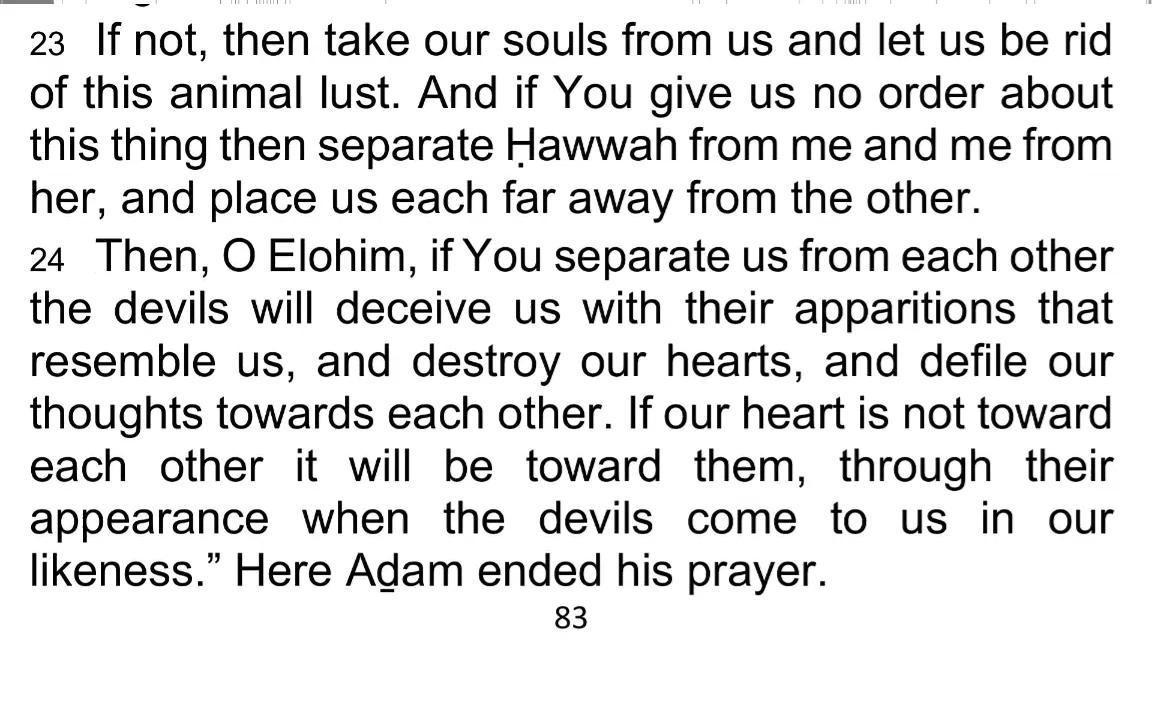 23 If not, then take our souls from us and let us be rid
of this animal lust. And if You give us no order about
this thing then separate Ḥawwah from me and me from
her, and place us each far away from the other.
24 Then, O Elohim, if You separate us from each other
the devils will deceive us with their apparitions that
resemble us, and destroy our hearts, and defile our
thoughts towards each other. If our heart is not toward
each other it will be toward them, through their
appearance when the devils come to us in our
likeness.” Here Aḏam ended his prayer.
83